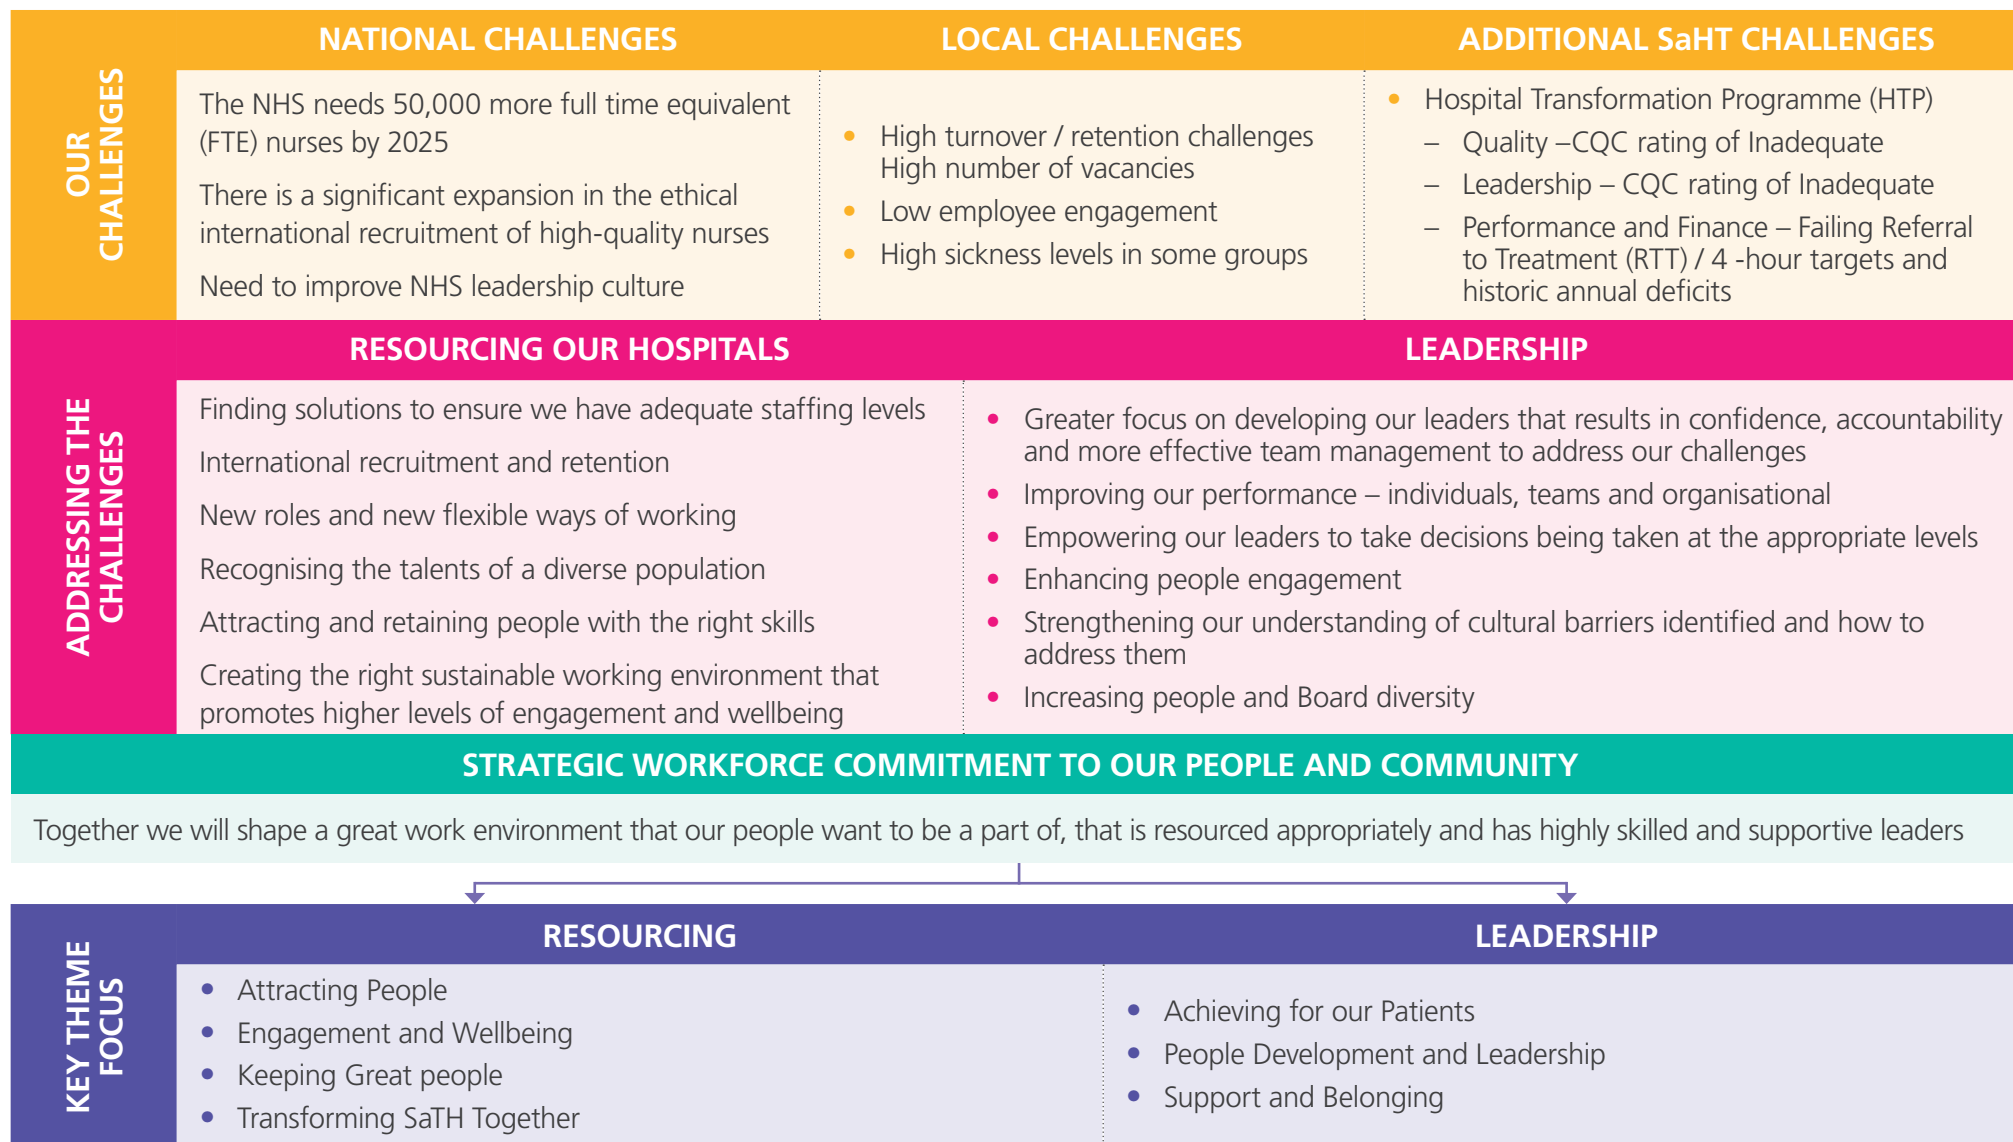 OUR
CHALLENGES
NATIONAL CHALLENGES
The NHS needs 50,000 more full time equivalent
(FTE) nurses by 2025
There is a significant expansion in the ethical
international recruitment of high-quality nurses
Need to improve NHS leadership culture
LOCAL CHALLENGES
• High turnover / retention challenges
High number of vacancies
• Low employee engagement
• High sickness levels in some groups
ADDITIONAL SaHT CHALLENGES
• Hospital Transformation Programme (HTP)
– Quality –CQC rating of Inadequate
– Leadership – CQC rating of Inadequate
– Performance and Finance – Failing Referral
to Treatment (RTT) / 4 -hour targets and
historic annual deficits
ADDRESSING THE
CHALLENGES
RESOURCING OUR HOSPITALS
Finding solutions to ensure we have adequate staffing levels
International recruitment and retention
New roles and new flexible ways of working
Recognising the talents of a diverse population
Attracting and retaining people with the right skills
Creating the right sustainable working environment that
promotes higher levels of engagement and wellbeing
LEADERSHIP
• Greater focus on developing our leaders that results in confidence, accountability
and more effective team management to address our challenges
• Improving our performance – individuals, teams and organisational
• Empowering our leaders to take decisions being taken at the appropriate levels
• Enhancing people engagement
• Strengthening our understanding of cultural barriers identified and how to
address them
• Increasing people and Board diversity
STRATEGIC WORKFORCE COMMITMENT TO OUR PEOPLE AND COMMUNITY
Together we will shape a great work environment that our people want to be a part of, that is resourced appropriately and has highly skilled and supportive leaders
KEY THEME
FOCUS
RESOURCING
• Attracting People
• Engagement and Wellbeing
• Keeping Great people
• Transforming SaTH Together
LEADERSHIP
• Achieving for our Patients
• People Development and Leadership
• Support and Belonging